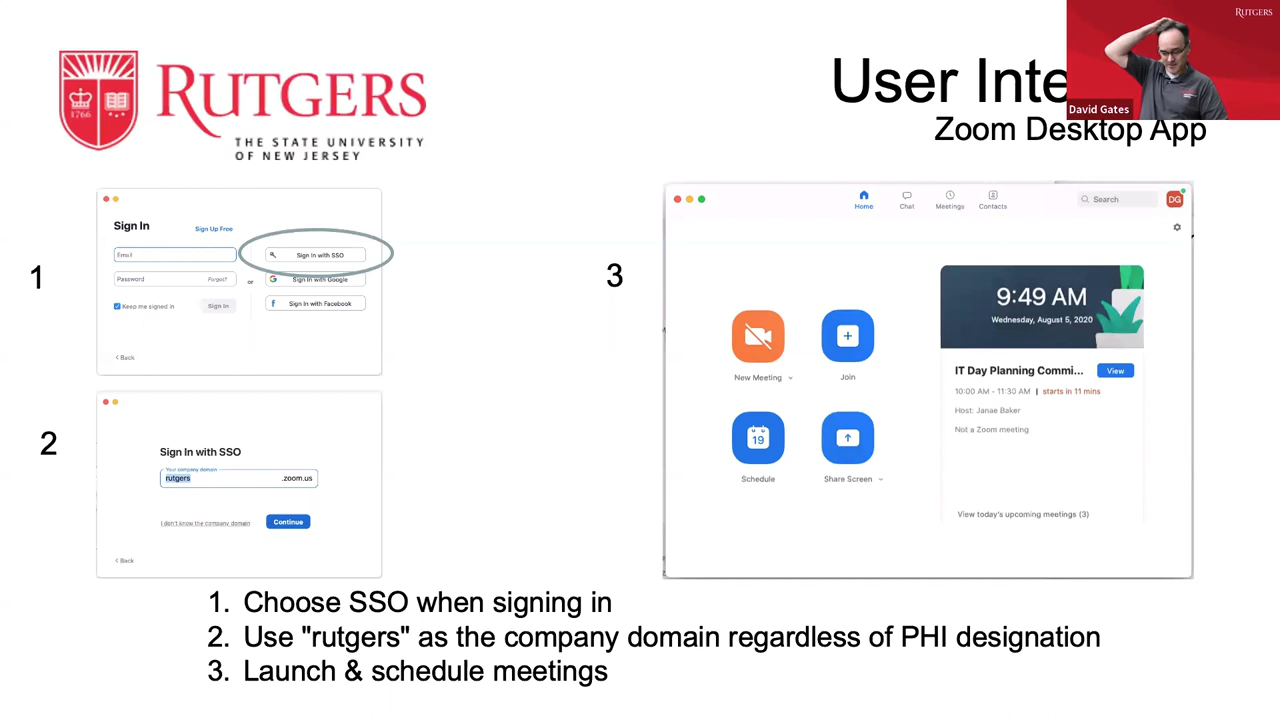 RUTGERS
THE STATE UNIVERSITY
OF NEW JERSEY
1766
User Inte
Zoom Desktop App
RUTGERS
David Gates
1
Sign In
Sign Up Free
Email
Password
Forgot?
Keep me signed in
Sign In
or
Sign In with SSO
Sign In with Google
Sign In with Facebook
< Back
2
Sign In with SSO
Your company domain
rutgers
.zoom.us
I don't know the company domain
Continue
< Back
3
Home
Chat
Meetings
Contacts
Search
DG
New Meeting
Join
19
Schedule
Share Screen
9:49 AM
Wednesday, August 5, 2020
IT Day Planning Commi...
View
10:00 AM - 11:30 AM | starts in 11 mins
Host: Janae Baker
Not a Zoom meeting
View today's upcoming meetings (3)
1. Choose SSO when signing in
2. Use "rutgers" as the company domain regardless of PHI designation
3. Launch & schedule meetings